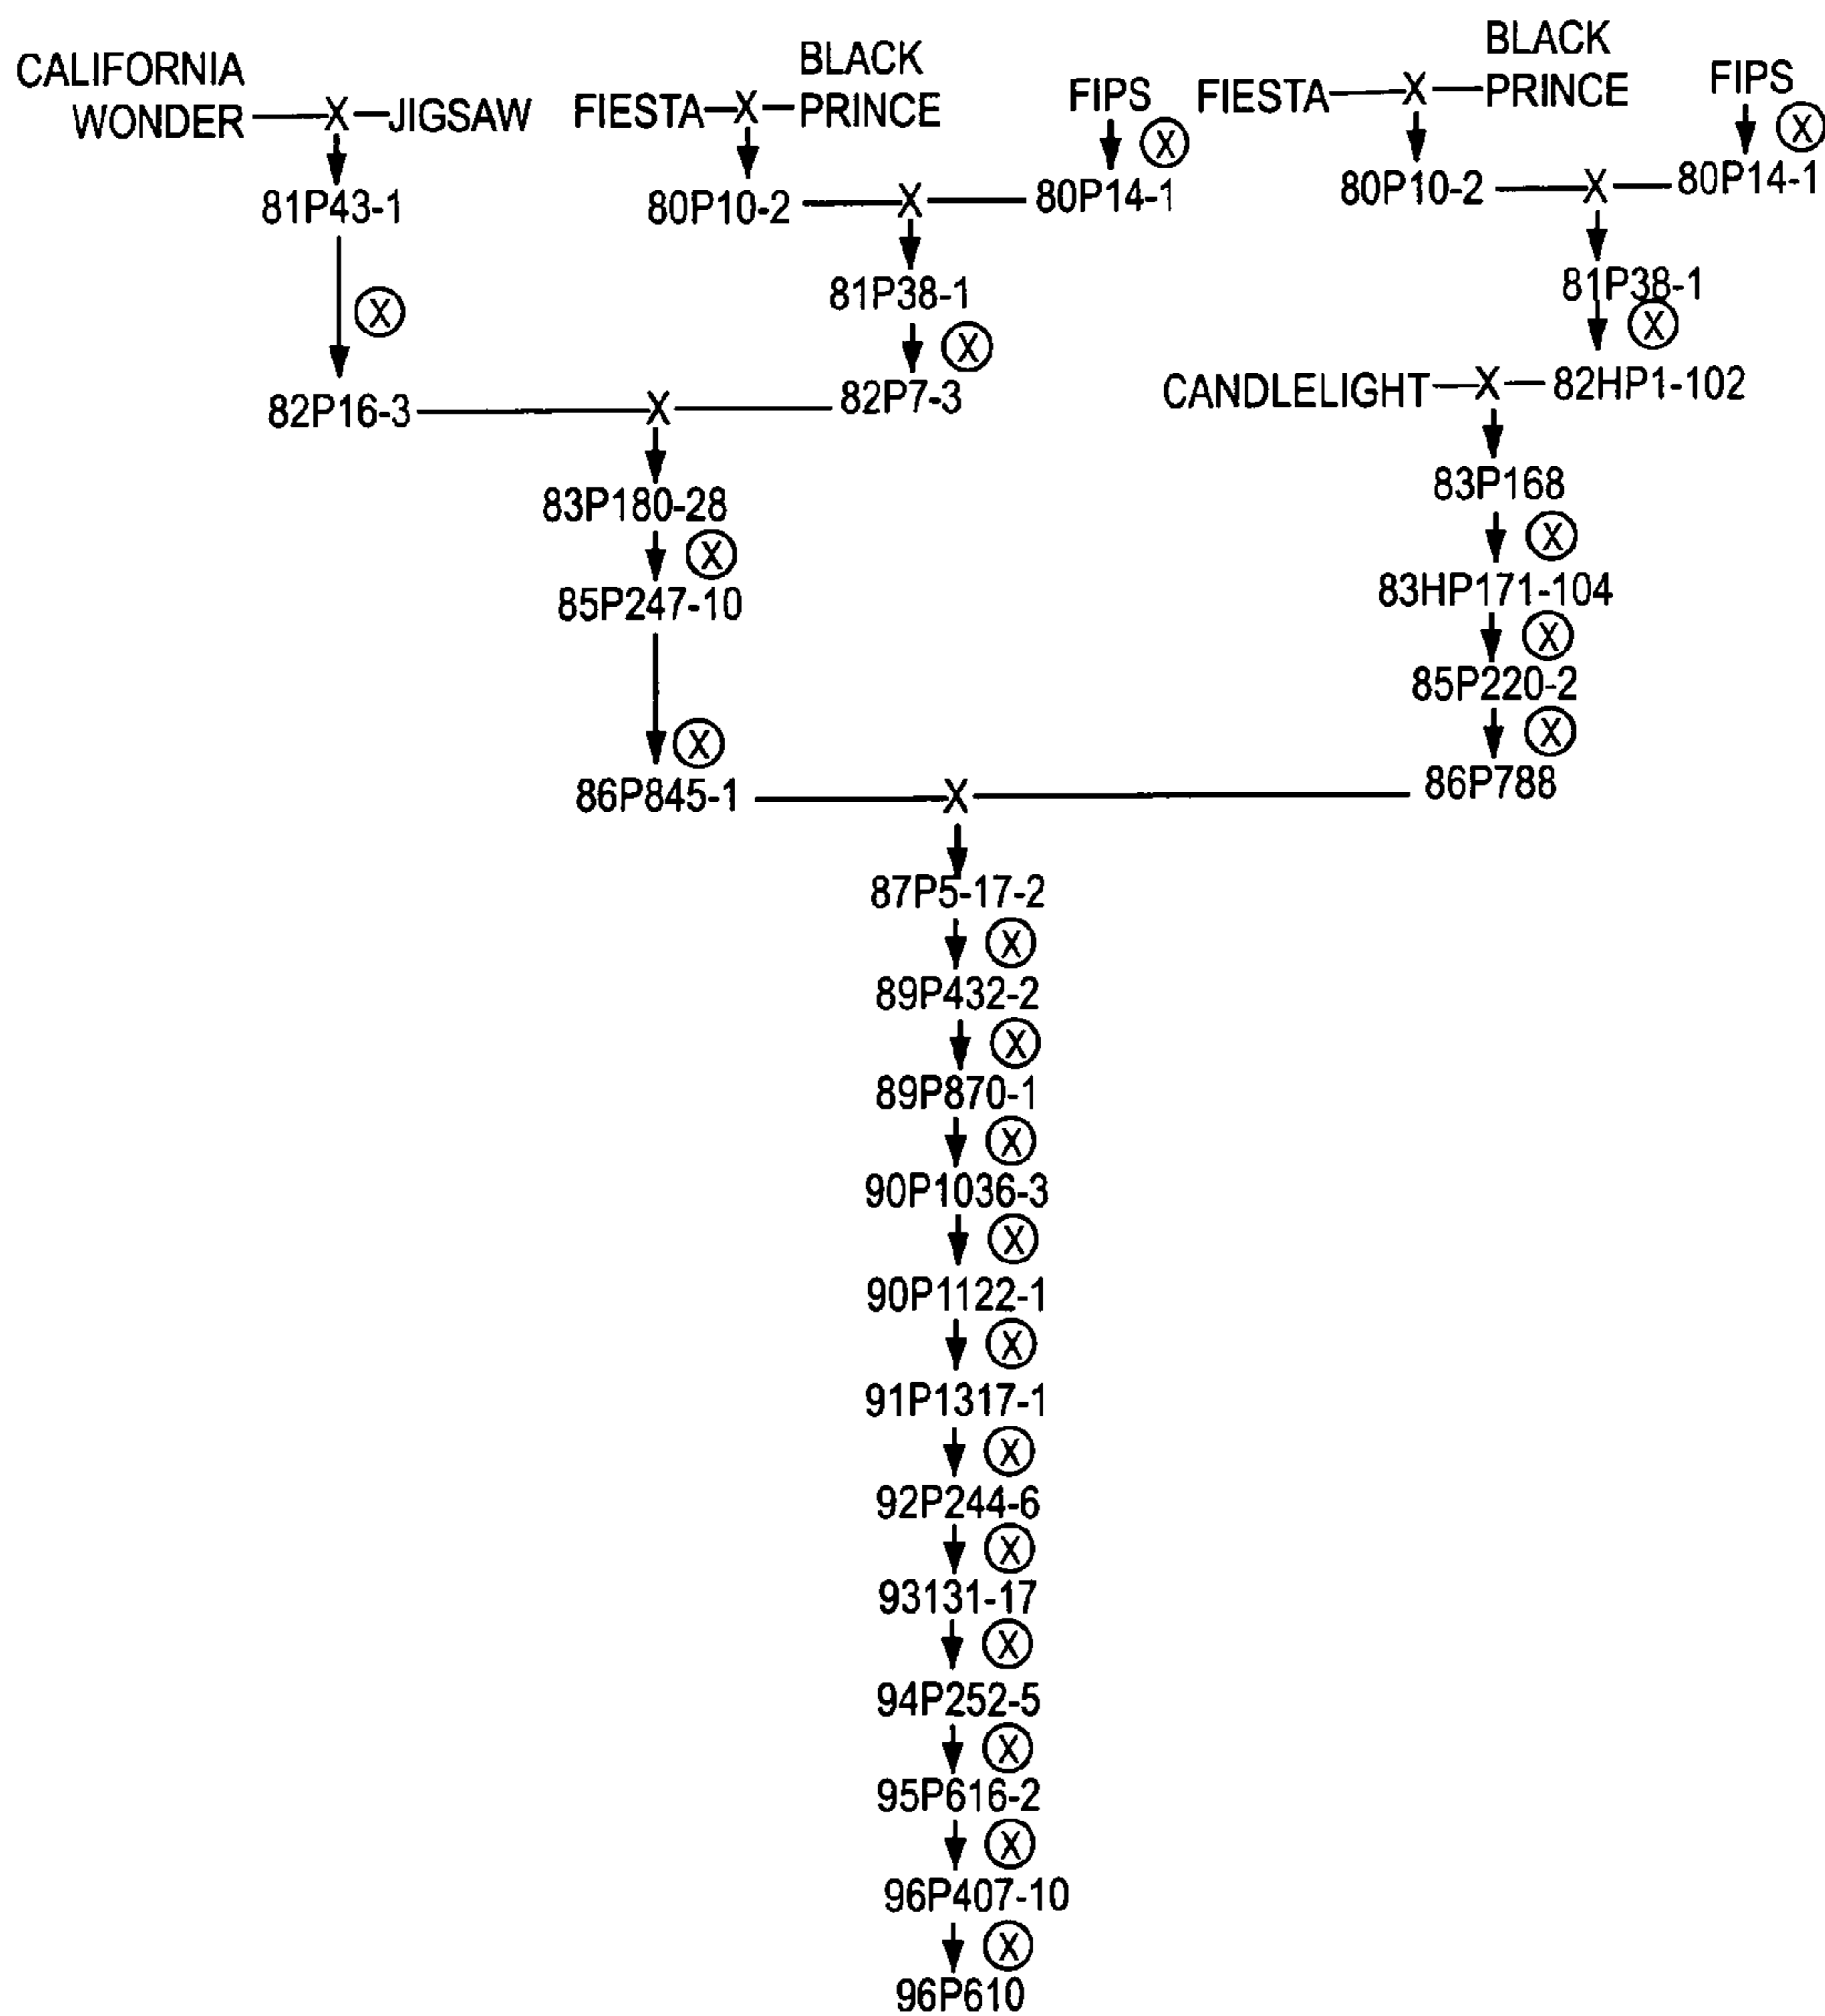 CALIFORNIA
WONDER X JIGSAW
FIESTA X BLACK
PRINCE
FIPS
FIESTA X BLACK
PRINCE
FIPS
X
X
81P43-1
80P10-2 X 80P14-1
80P10-2 X 80P14-1
81P38-1
81P38-1
X
X
X
82P16-3 X 82P7-3
CANDLELIGHT X 82HP1-102
83P180-28
83P168
X
X
85P247-10
83HP171-104
X
85P220-2
X
X
86P845-1 X 86P788
87P5-17-2
X
89P432-2
X
89P870-1
X
90P1036-3
X
90P1122-1
X
91P1317-1
X
92P244-6
X
93131-17
X
94P252-5
X
95P616-2
X
96P407-10
X
96P610